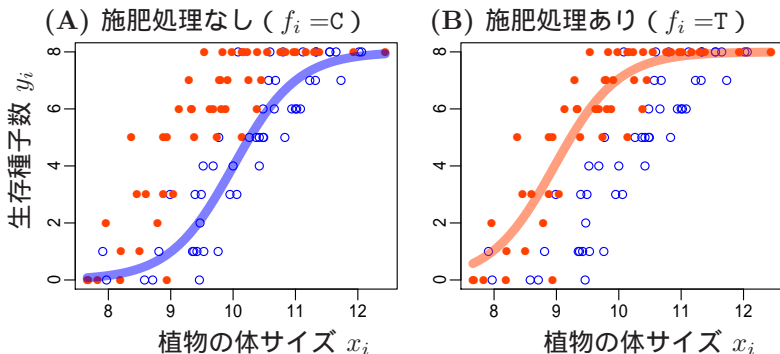 (A) 施肥処理なし ( f_i =C)
(B) 施肥処理あり ( f_i =T)
生存種子数 y_i
0 2 4 6 8
0 2 4 6 8
8 9 10 11 12
8 9 10 11 12
植物の体サイズ x_i
植物の体サイズ x_i